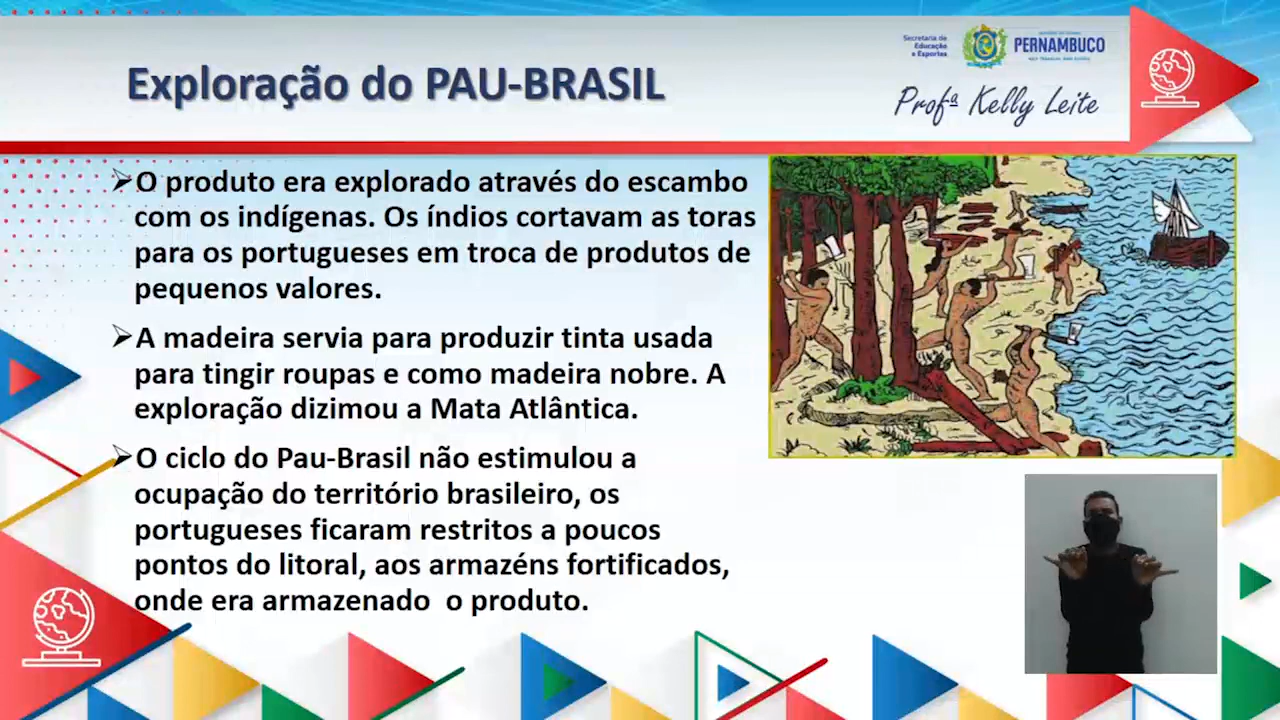 Exploração do PAU-BRASIL
Secretaria de
Educação
e Esportes
PERNAMBUCO
Profª Kelly Leite
➢O produto era explorado através do escambo
com os indígenas. Os índios cortavam as toras
para os portugueses em troca de produtos de
pequenos valores.
➢A madeira servia para produzir tinta usada
para tingir roupas e como madeira nobre. A
exploração dizimou a Mata Atlântica.
➢O ciclo do Pau-Brasil não estimulou a
ocupação do território brasileiro, os
portugueses ficaram restritos a poucos
pontos do litoral, aos armazéns fortificados,
onde era armazenado  o produto.